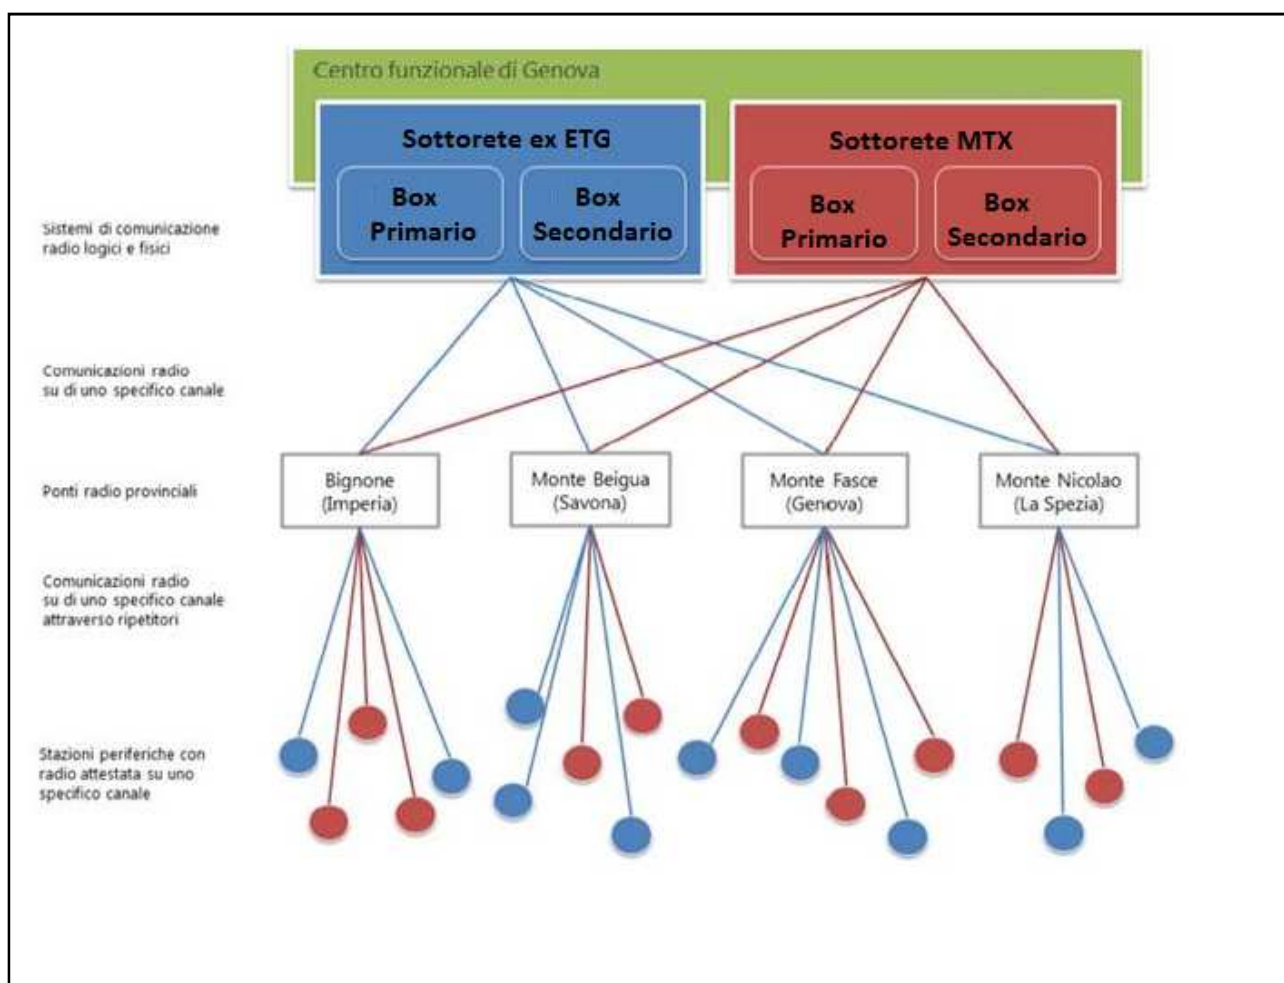 Centro funzionale di Genova
Sottorete ex ETG
Sottorete MTX
Box
Primario
Box
Secondario
Box
Primario
Box
Secondario
Sistemi di comunicazione
radio logici e fisici
Comunicazioni radio
su di uno specifico canale
Ponti radio provinciali
Bignone
(Imperia)
Monte Beigua
(Savona)
Monte Fasce
(Genova)
Monte Nicolao
(La Spezia)
Comunicazioni radio
su di uno specifico canale
attraverso ripetitori
Stazioni periferiche con
radio attestata su uno
specifico canale